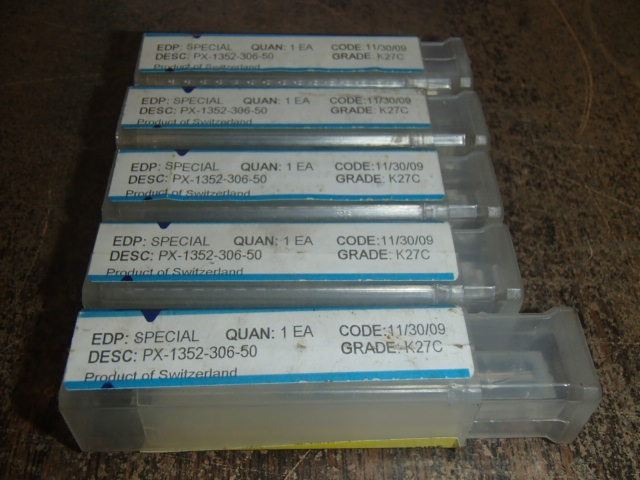 EDP: SPECIAL QUAN: 1 EA CODE: 11/30/09
DESC: PX-1352-306-50 GRADE: K27C
Product of Switzerland
EDP: SPECIAL QUAN: 1 EA CODE:11/30/09
DESC: PX-1352-306-50 GRADE: K27C
Product of Switzerland
EDP: SPECIAL QUAN: 1 EA CODE:11/30/09
DESC: PX-1352-306-50 GRADE: K27C
Product of Switzerland
EDP: SPECIAL QUAN: 1 EA CODE:11/30/09
DESC: PX-1352-306-50 GRADE: K27C
Product of Switzerland
EDP: SPECIAL QUAN: 1 EA CODE:11/30/09
DESC: PX-1352-306-50 GRADE: K27C
Product of Switzerland